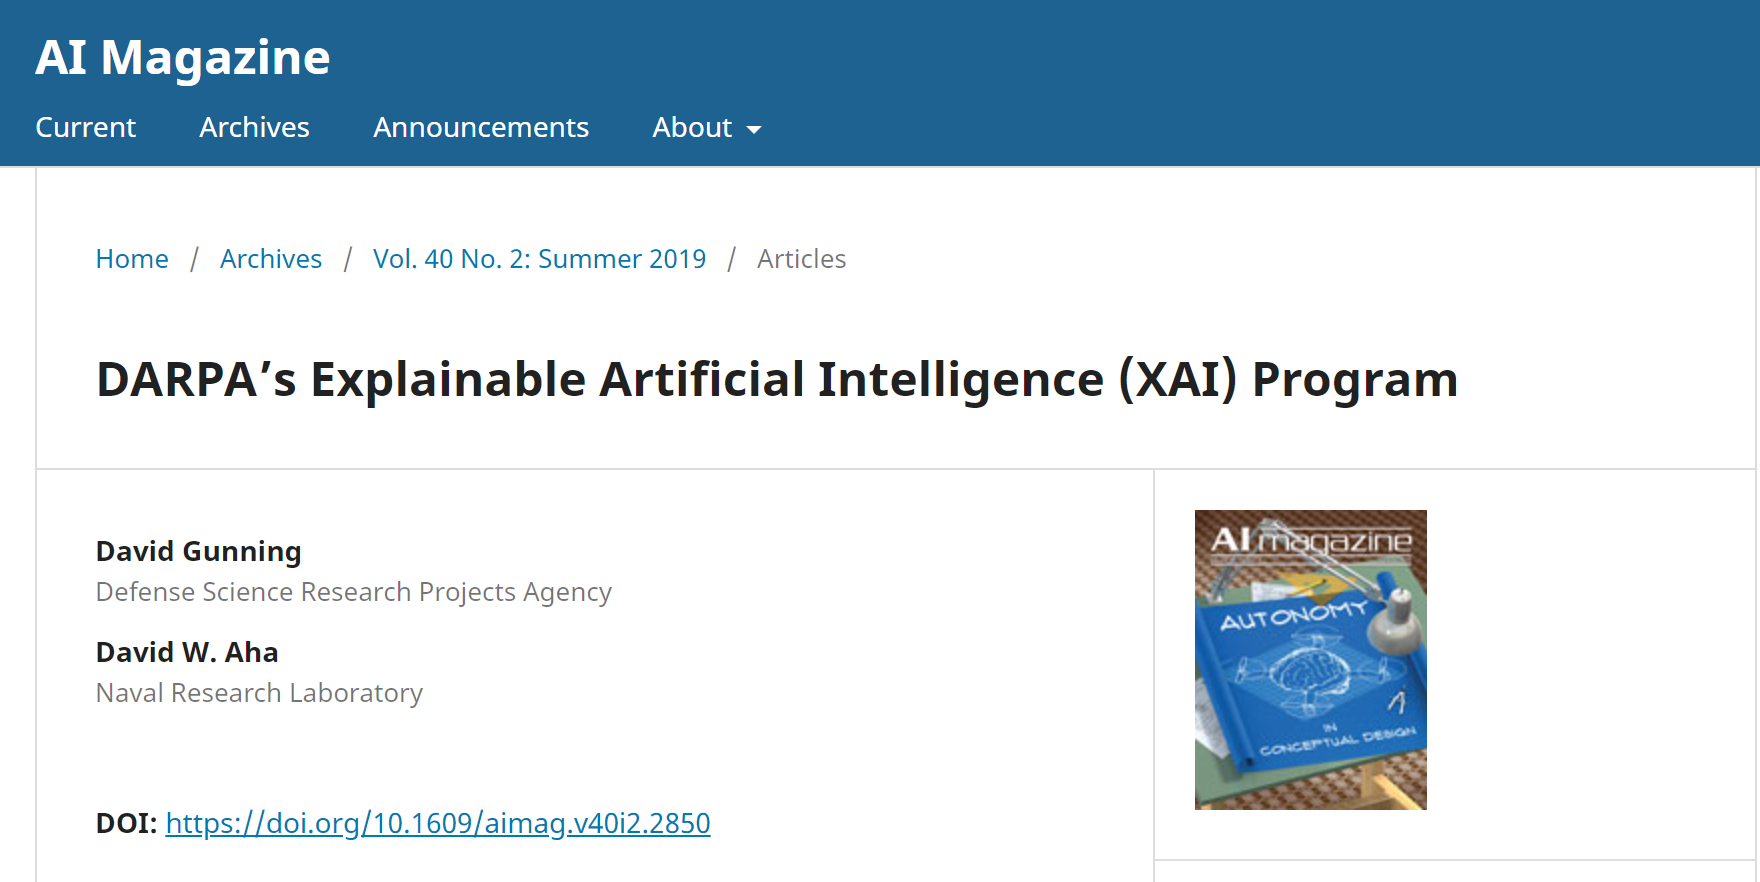 AI Magazine
Current Archives Announcements About
Home / Archives / Vol. 40 No. 2: Summer 2019 / Articles
DARPA’s Explainable Artificial Intelligence (XAI) Program
David Gunning
Defense Science Research Projects Agency
David W. Aha
Naval Research Laboratory
DOI: https://doi.org/10.1609/aimag.v40i2.2850
AI magazine
AUTONOMY
IN
CONCEPTUAL DESIGN